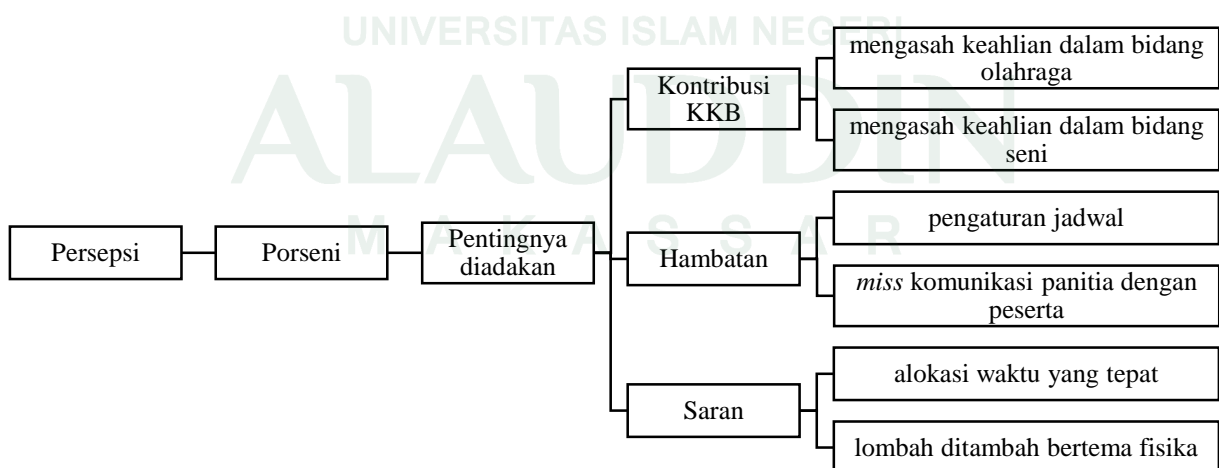 UNIVERSITAS ISLAM NEGERI
ALAUDDIN
MAKASSAR
Persepsi
Porseni
Pentingnya
diadakan
Kontribusi
KKB
mengasah keahlian dalam bidang
olahraga
mengasah keahlian dalam bidang
seni
Hambatan
pengaturan jadwal
miss komunikasi panitia dengan
peserta
Saran
alokasi waktu yang tepat
lombah ditambah bertema fisika